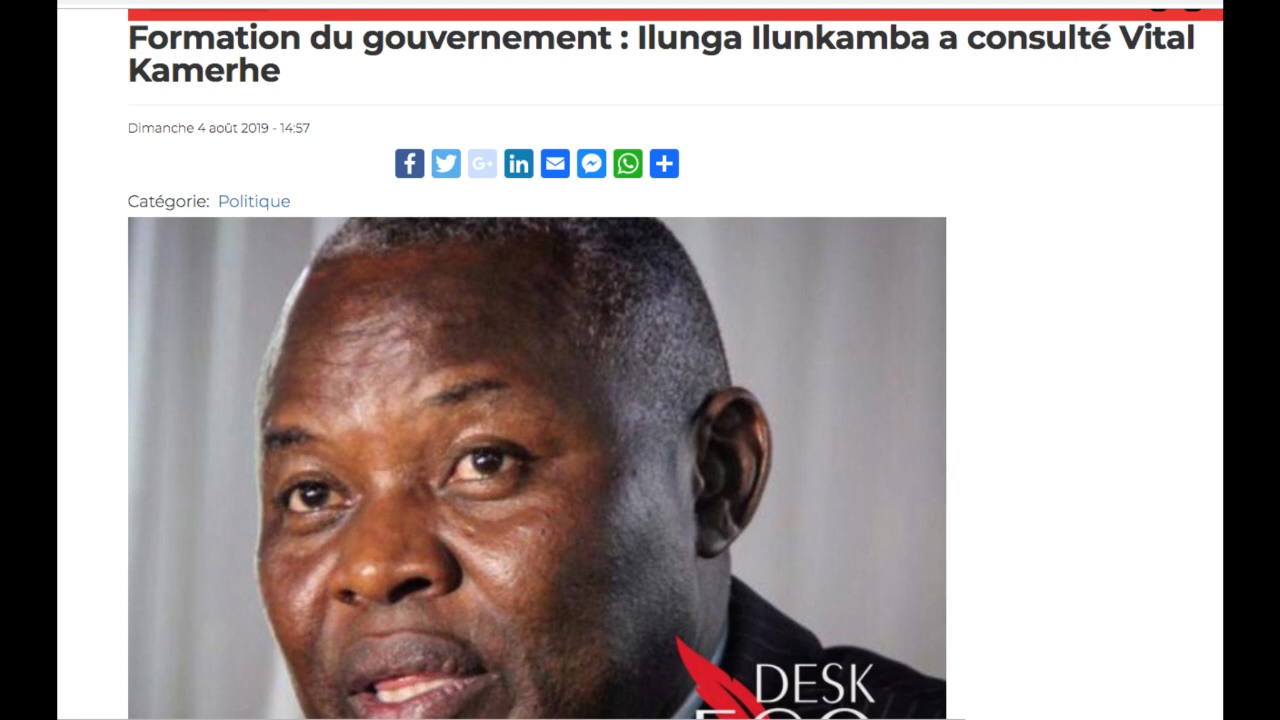 Formation du gouvernement : Ilunga Ilunkamba a consulté Vital
Kamerhe
Dimanche 4 août 2019 - 14:57
Catégorie: Politique
DESK